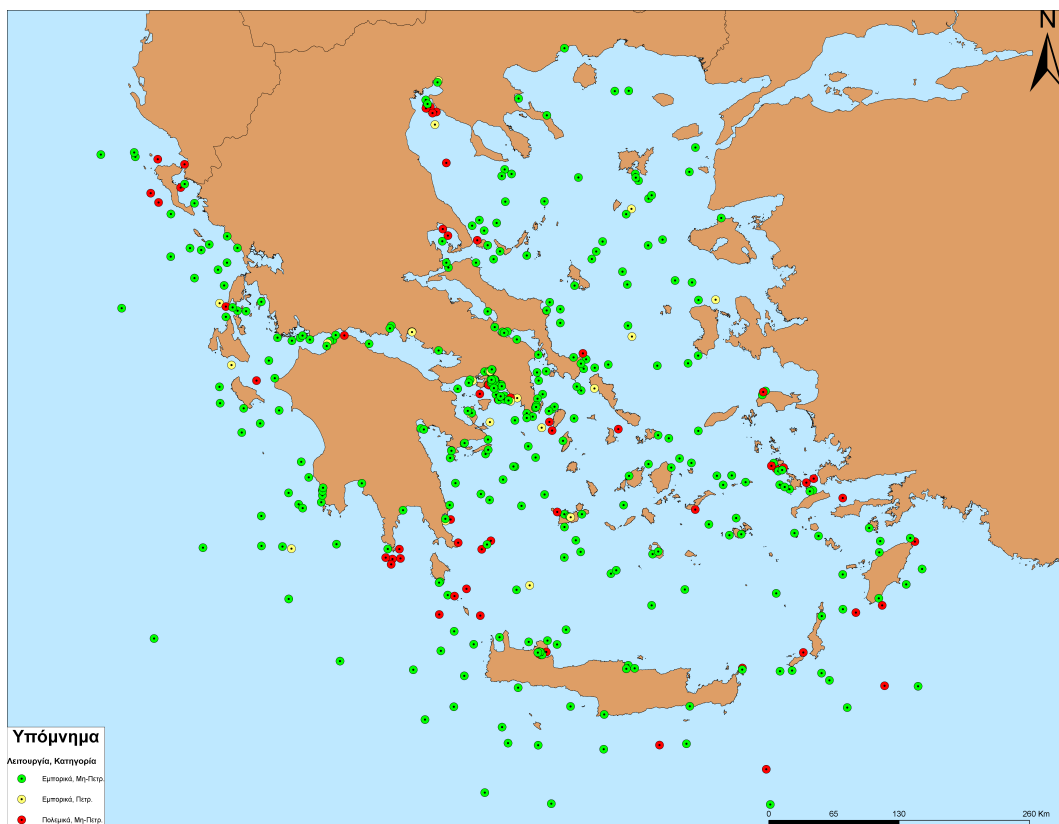 N
Υπόμνημα
Λειτουργία, Κατηγορία
Εμπορικά, Μη-Πετρ.
Εμπορικά, Πετρ.
Πολεμικά, Μη-Πετρ.
0 65 130 260 Km